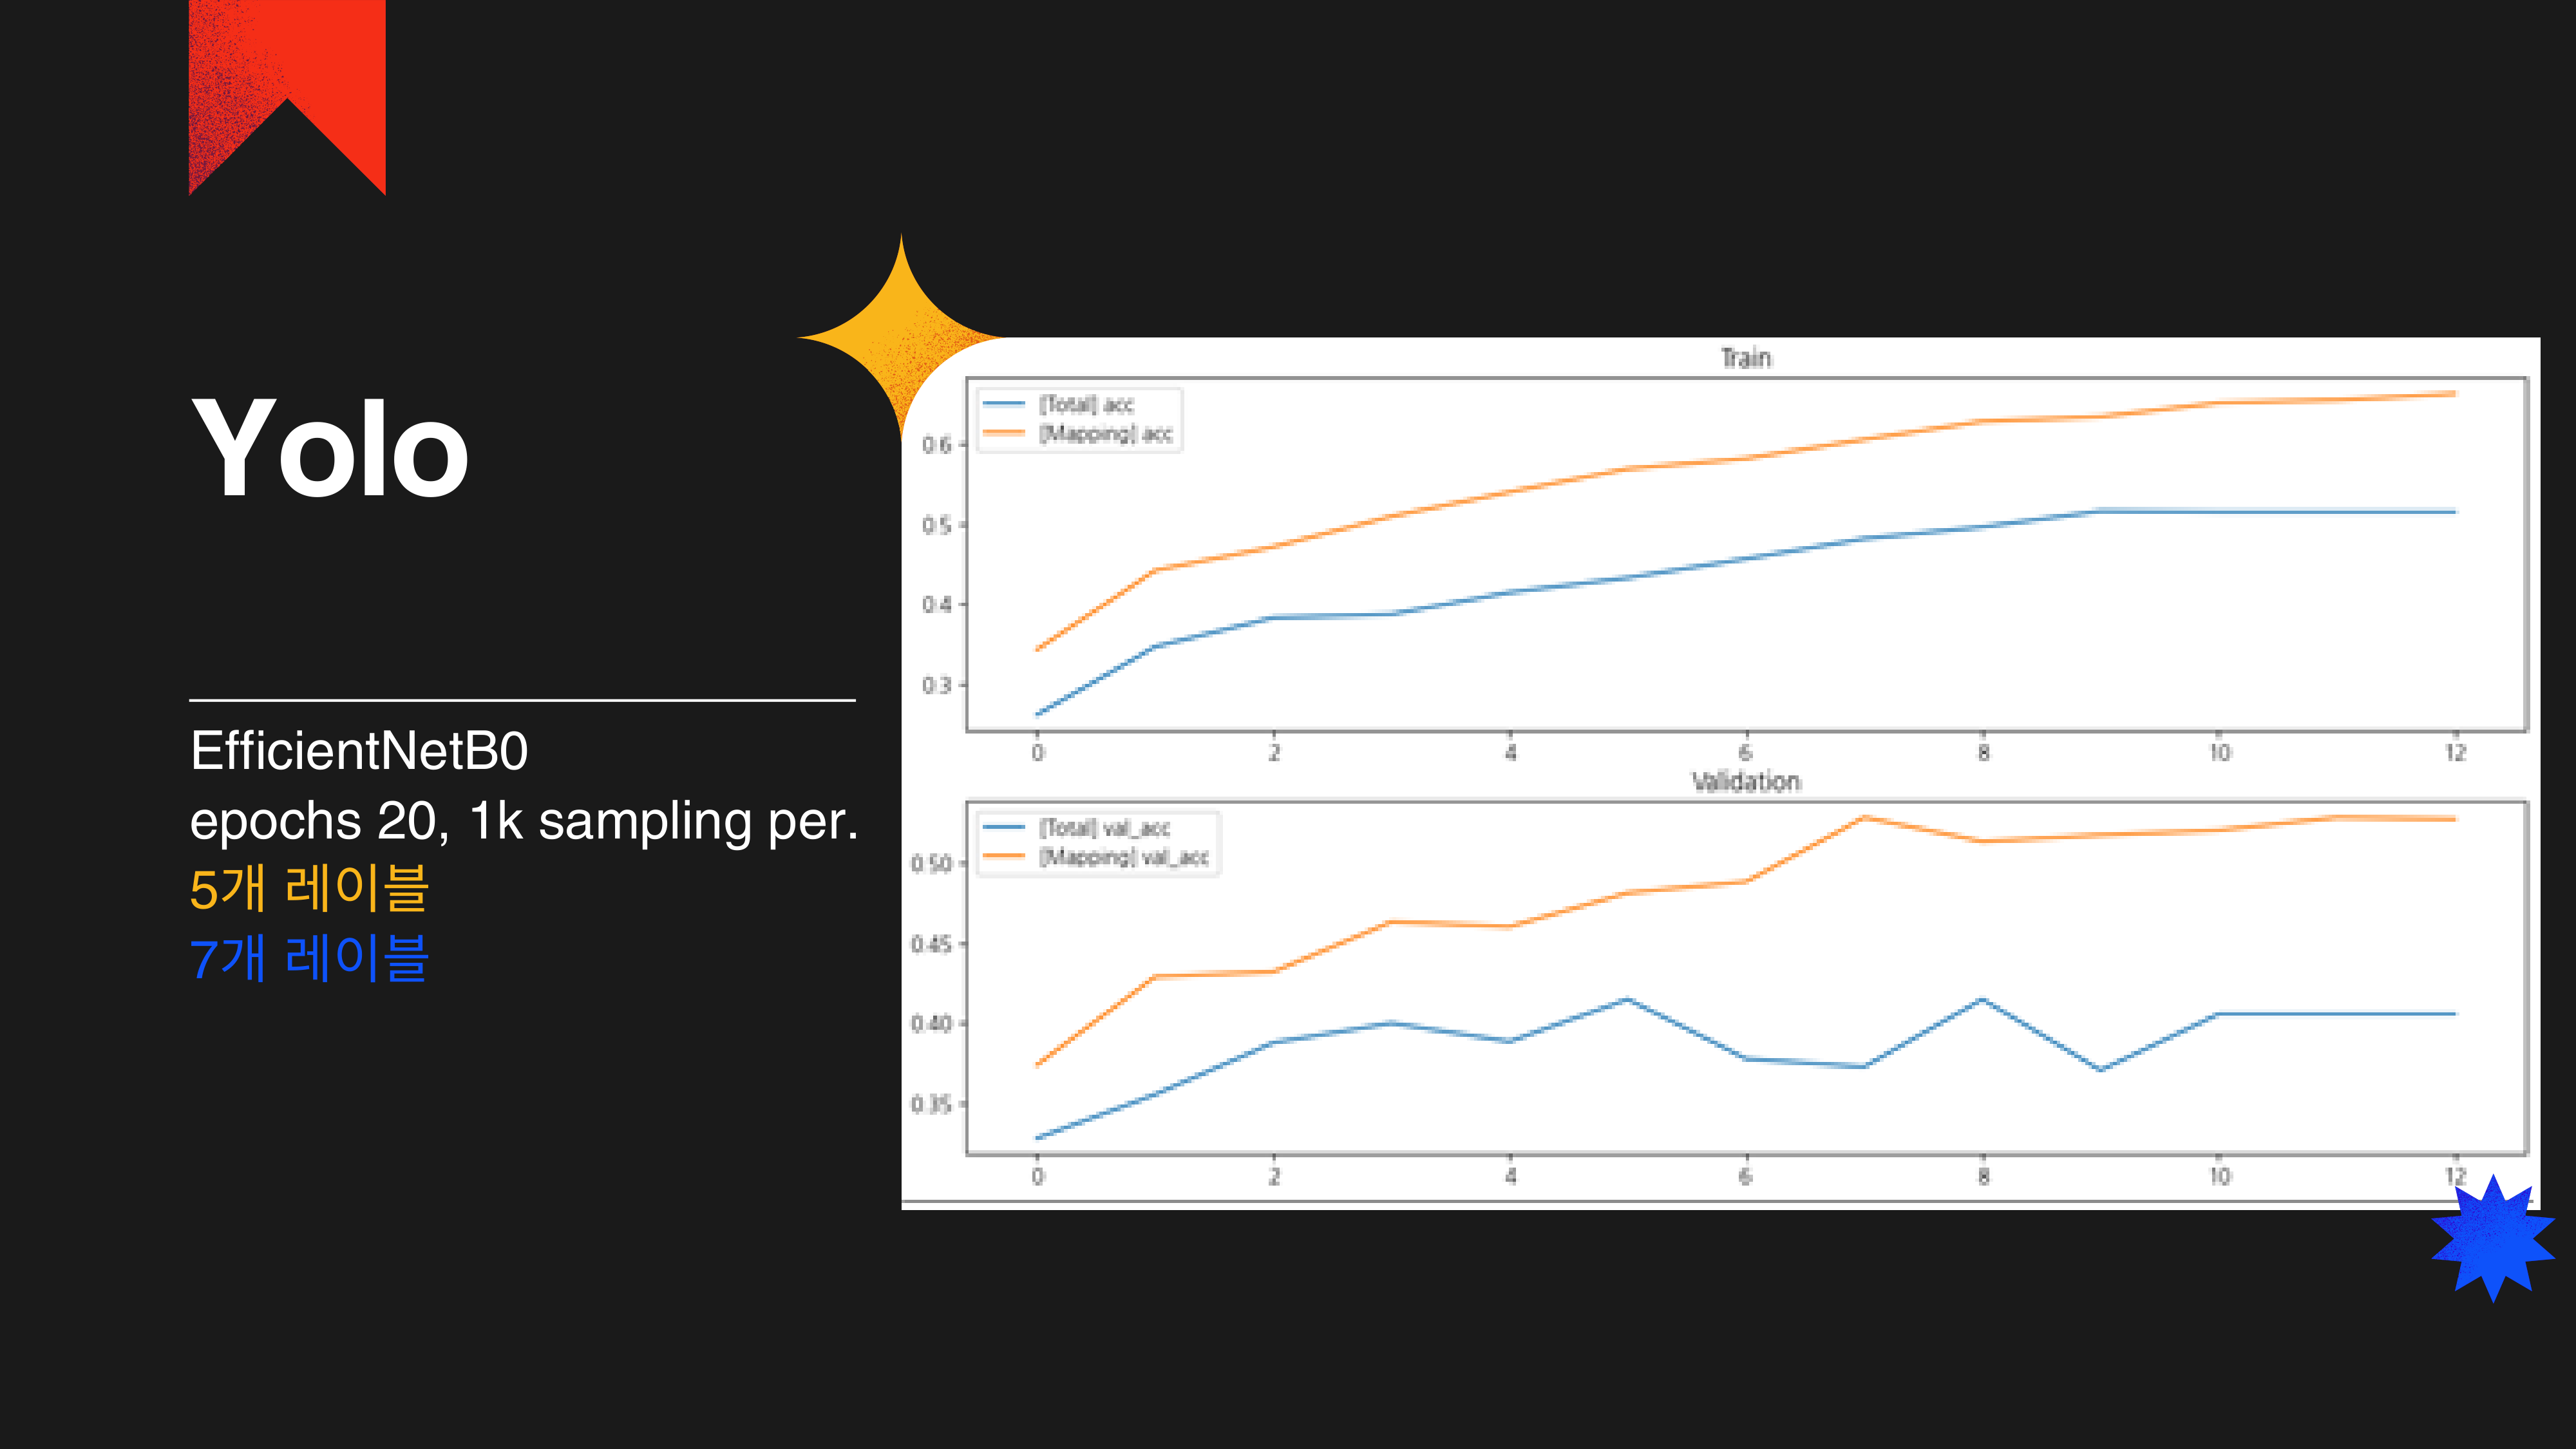 Yolo
EfficientNetB0
epochs 20, 1k sampling per.
5개 레이블
7개 레이블
Train
[Total] acc
[Mapping] acc
0.6
0.5
0.4
0.3
0 2 4 6 8 10 12
Validation
[Total] val_acc
[Mapping] val_acc
0.50
0.45
0.40
0.35
0 2 4 6 8 10 12